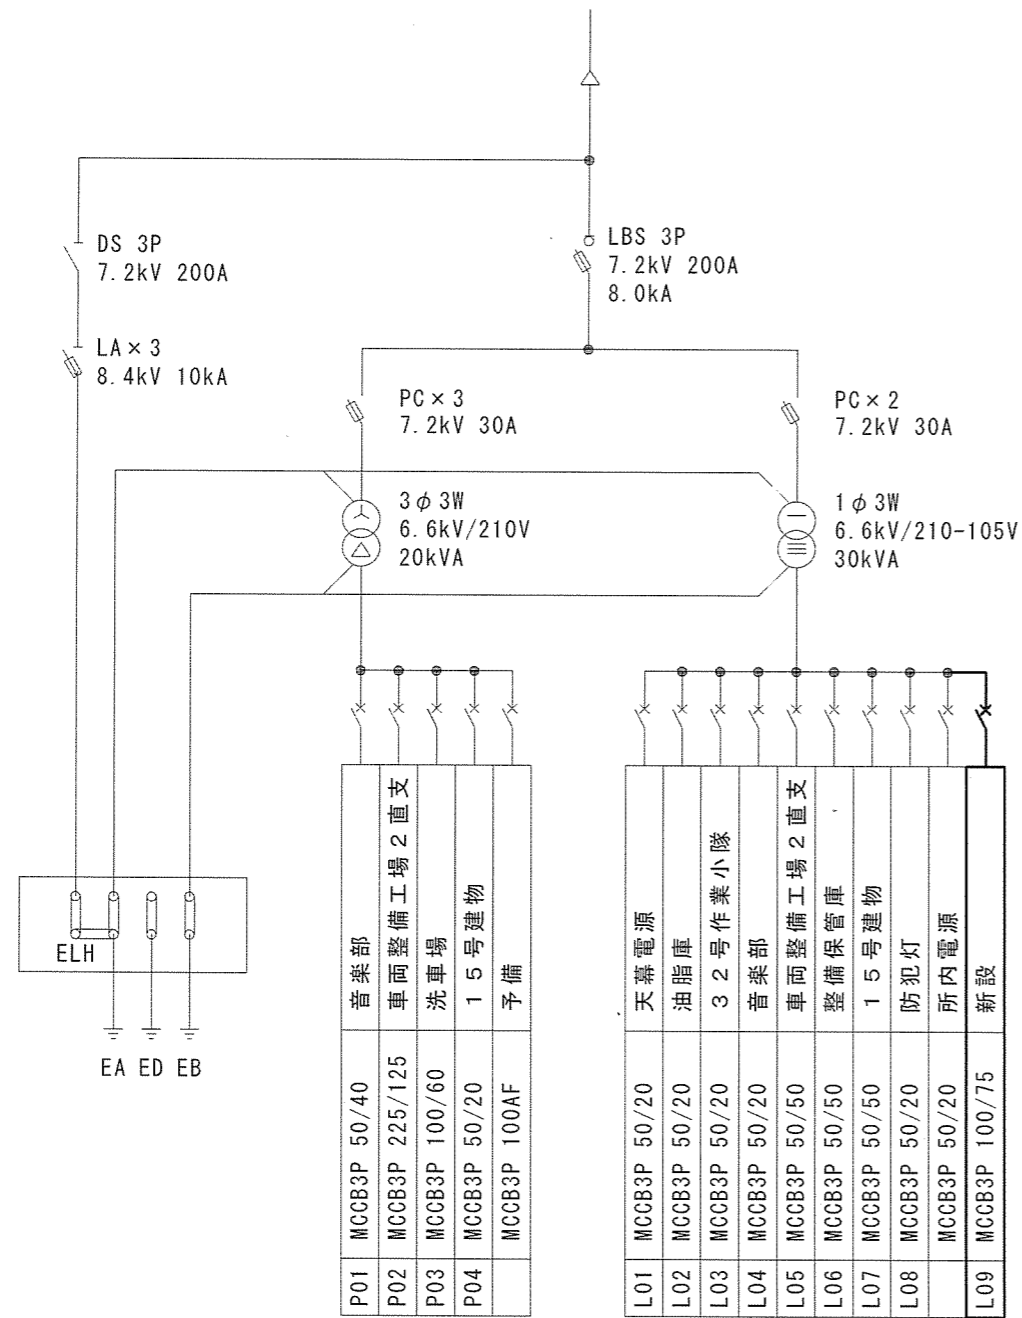 DS 3P
7.2kV 200A
LBS 3P
7.2kV 200A
8.0kA
LA×3
8.4kV 10kA
PC×3
7.2kV 30A
PC×2
7.2kV 30A
3φ3W
6.6kV/210V
20kVA
1φ3W
6.6kV/210-105V
30kVA
ELH
EA ED EB
P01 MCCB3P 50/40 音楽部
P02 MCCB3P 225/125 車両整備工場2直支
P03 MCCB3P 100/60 洗車場
P04 MCCB3P 50/20 15号建物
MCCB3P 100AF 予備
L01 MCCB3P 50/20 天幕電源
L02 MCCB3P 50/20 油脂庫
L03 MCCB3P 50/20 32号作業小隊
L04 MCCB3P 50/20 音楽部
L05 MCCB3P 50/50 車両整備工場2直支
L06 MCCB3P 50/50 整備保管庫
L07 MCCB3P 50/50 15号建物
L08 MCCB3P 50/20 防犯灯
MCCB3P 50/20 所内電源
L09 MCCB3P 100/75 新設